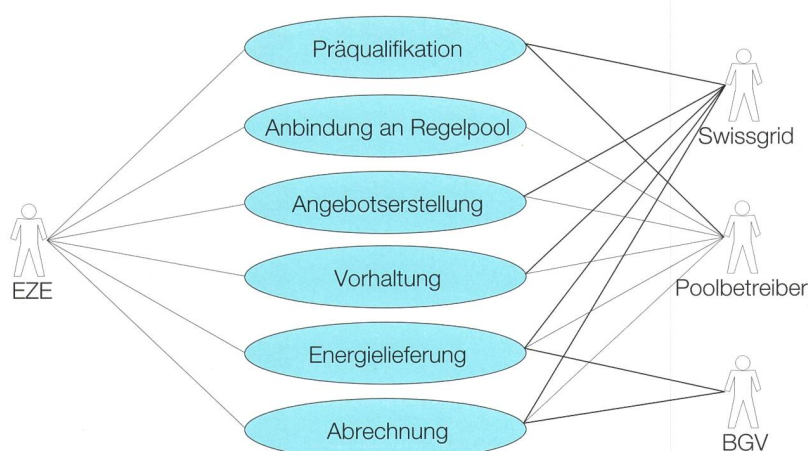 Präqualifikation
Anbindung an Regelpool
Angebotserstellung
Vorhaltung
Energielieferung
Abrechnung
EZE
Swissgrid
Poolbetreiber
BGV